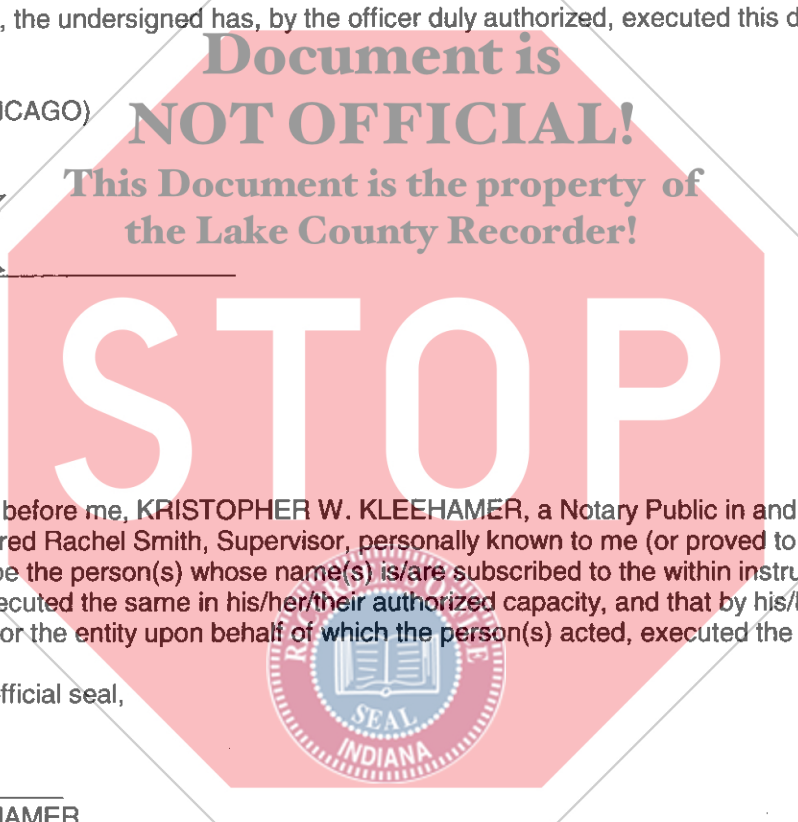 , the undersigned has, by the officer duly authorized, executed this d
Document is
ICAGO)
NOT OFFICIAL!
This Document is the property of
the Lake County Recorder!
STOP
before me, KRISTOPHER W. KLEEHAMER, a Notary Public in and
red Rachel Smith, Supervisor, personally known to me (or proved to
be the person(s) whose name(s) is/are subscribed to the within instru
ecuted the same in his/her/their authorized capacity, and that by his/
or the entity upon behalf of which the person(s) acted, executed the
RECORDER'S OFFICE
fficial seal,
SEAL
INDIANA
HAMER